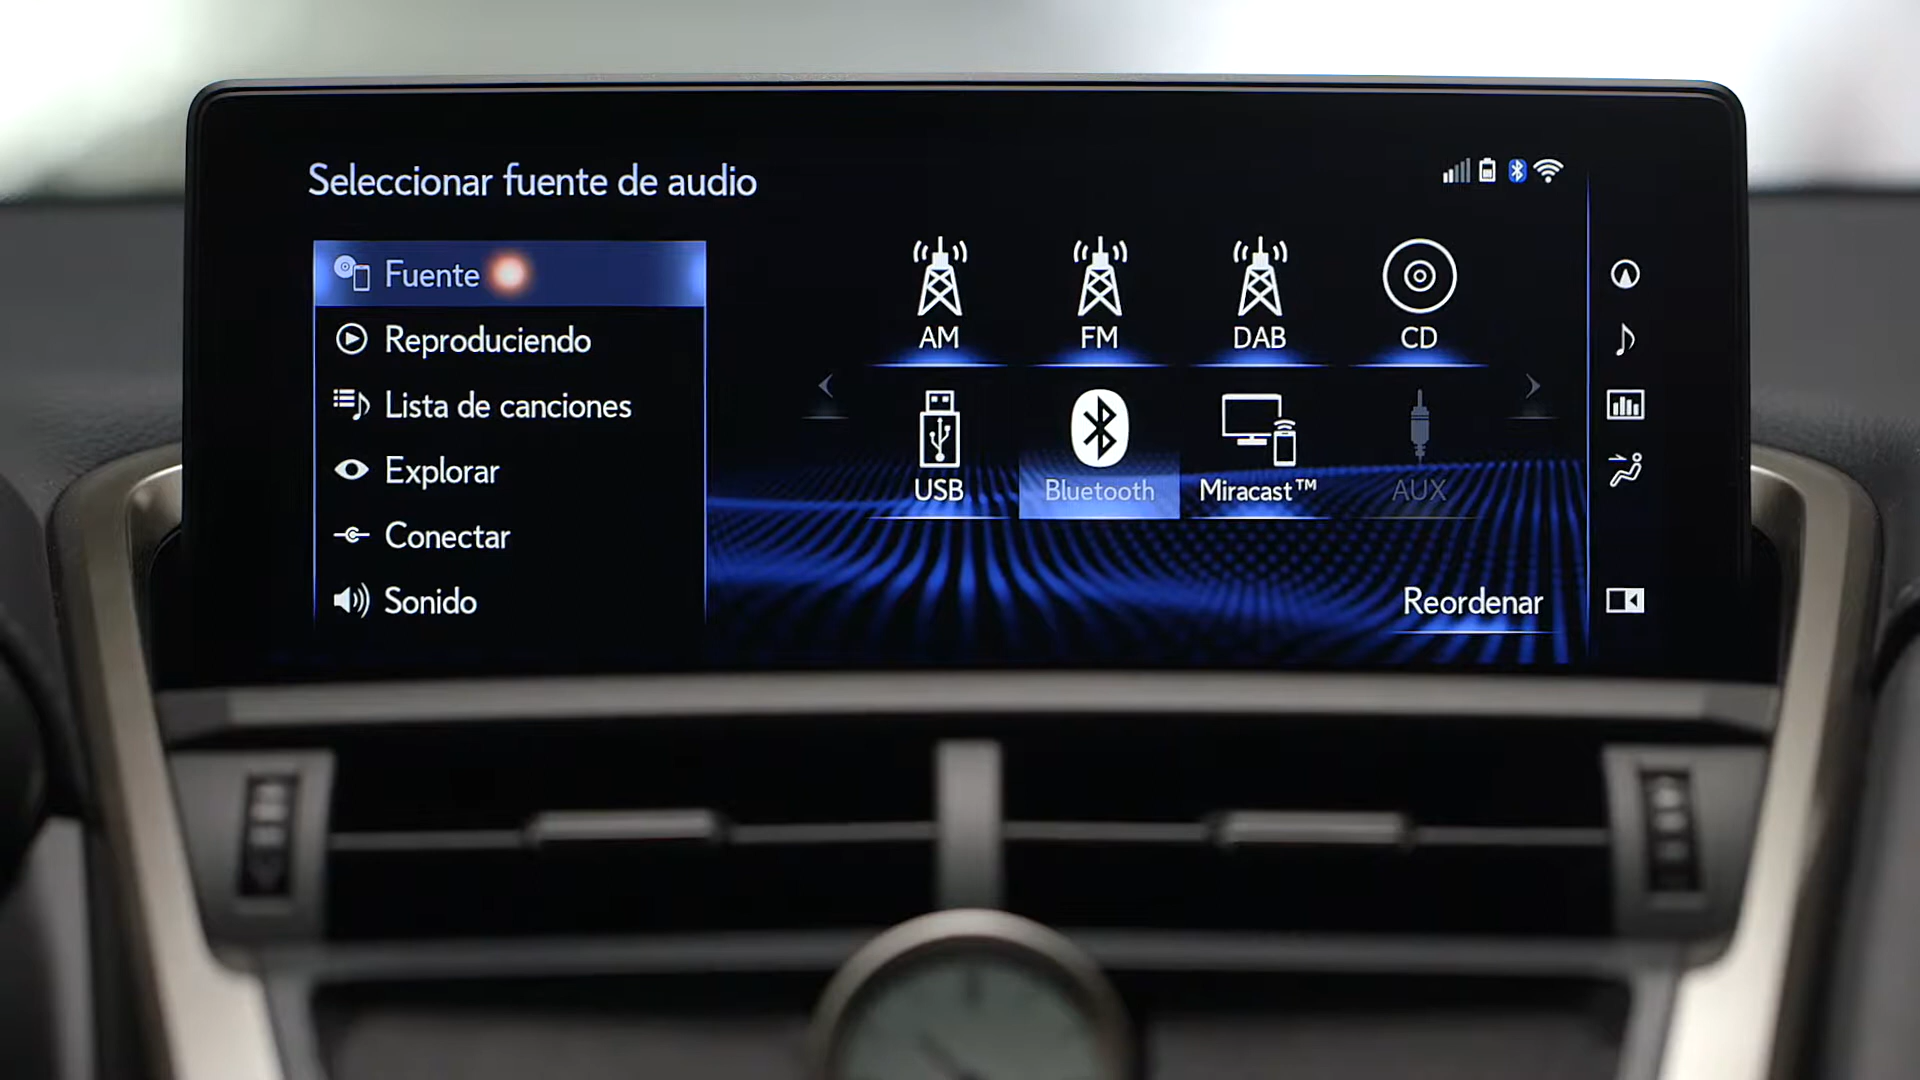 Seleccionar fuente de audio
Fuente
Reproduciendo
Lista de canciones
Explorar
Conectar
Sonido
AM
FM
DAB
CD
USB
Bluetooth
Miracast™
AUX
Reordenar